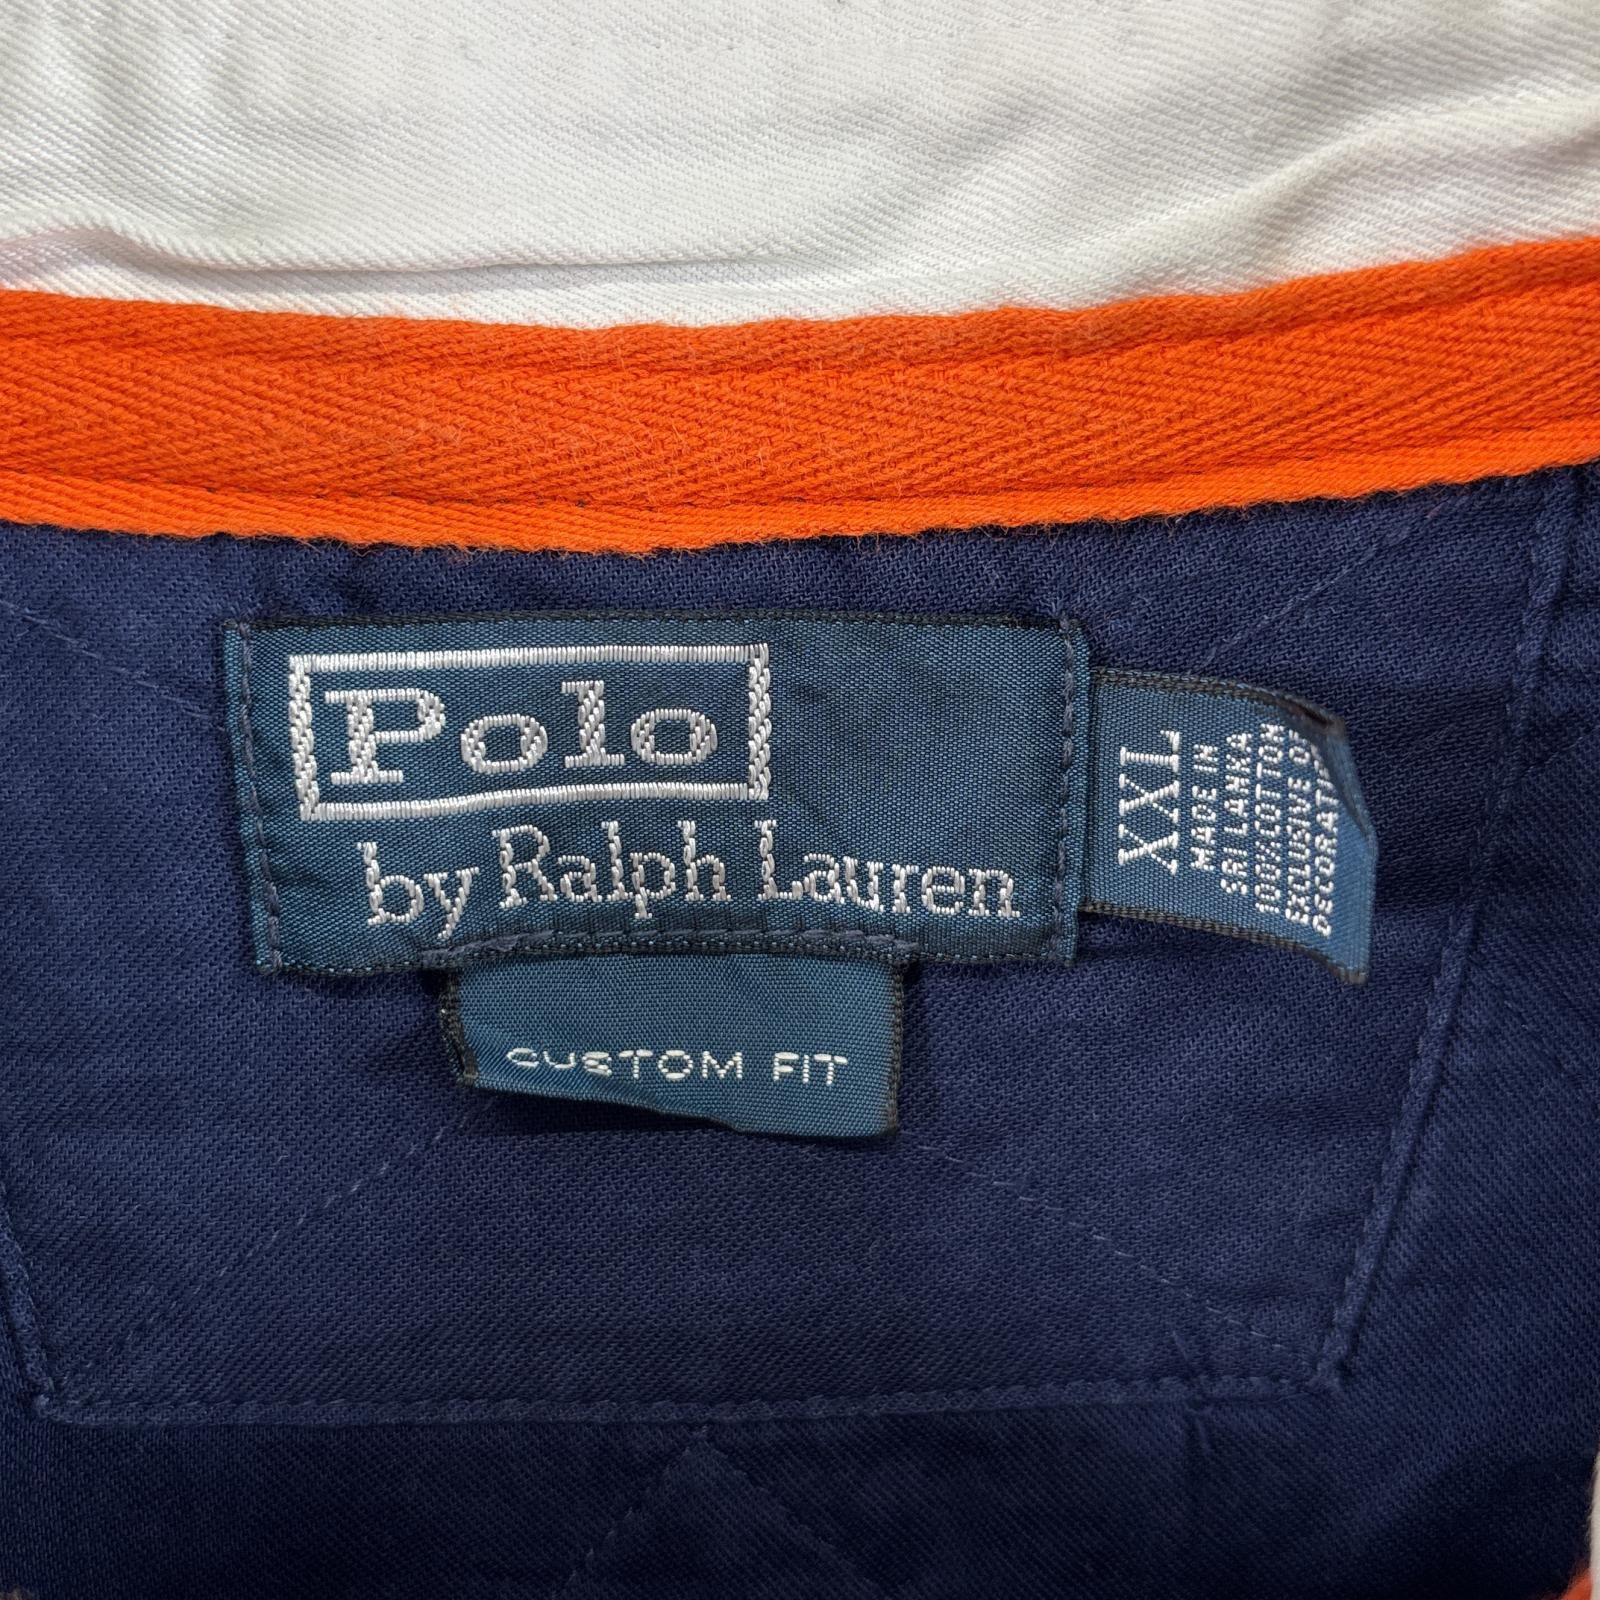 Polo
by Ralph Lauren
CUSTOM FIT
XXL
MADE IN
SRI LANKA
100% COTTON
EXCLUSIVE OF
DECORATION